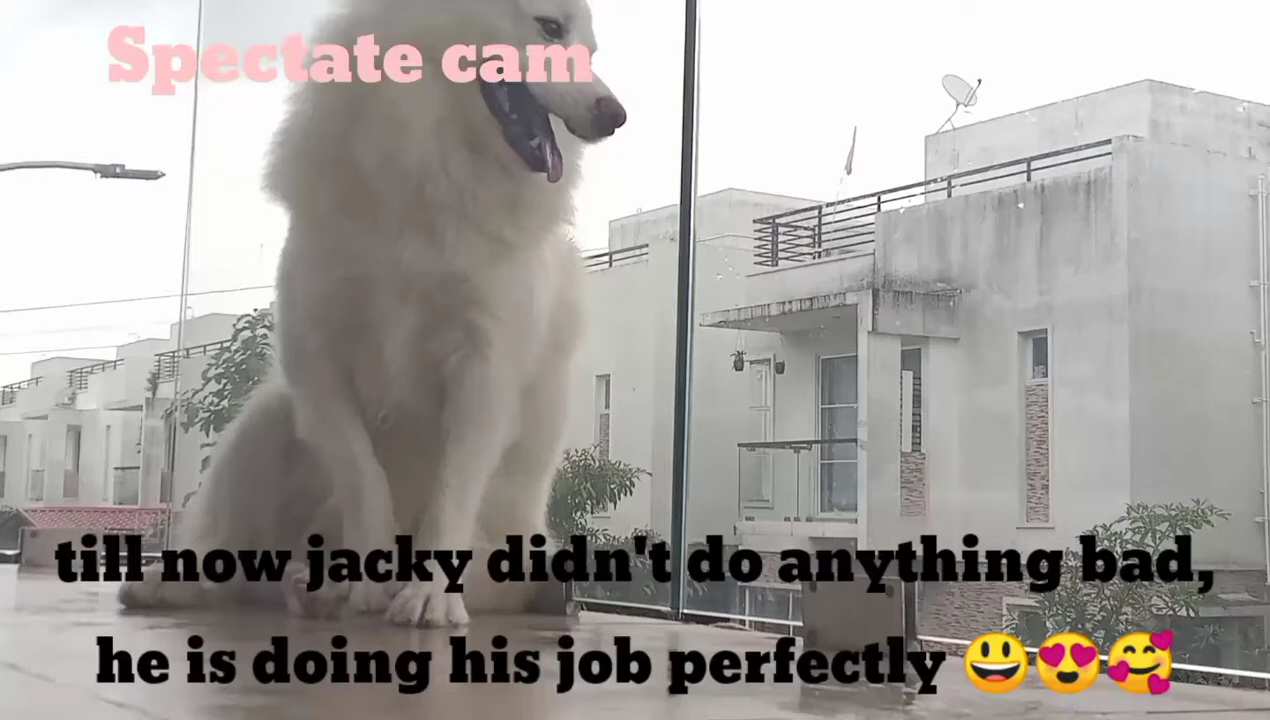 Spectate cam
till now jacky didn't do anything bad,
he is doing his job perfectly 😃😍🥰